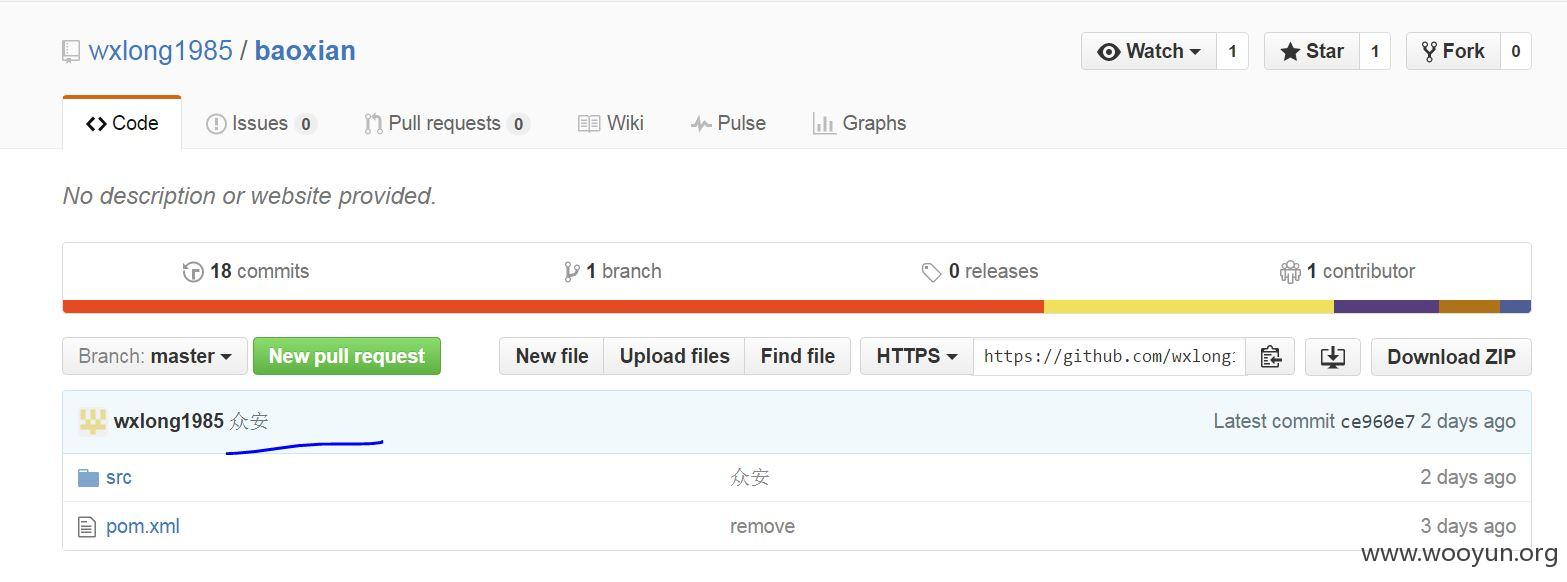 wxlong1985 / baoxian
Watch 1 Star 1 Fork 0
Code Issues 0 Pull requests 0 Wiki Pulse Graphs
No description or website provided.
18 commits 1 branch 0 releases 1 contributor
Branch: master New pull request New file Upload files Find file HTTPS https://github.com/wxlong1 Download ZIP
wxlong1985 众安 Latest commit ce960e7 2 days ago
src 众安 2 days ago
pom.xml remove 3 days ago
www.wooyun.org